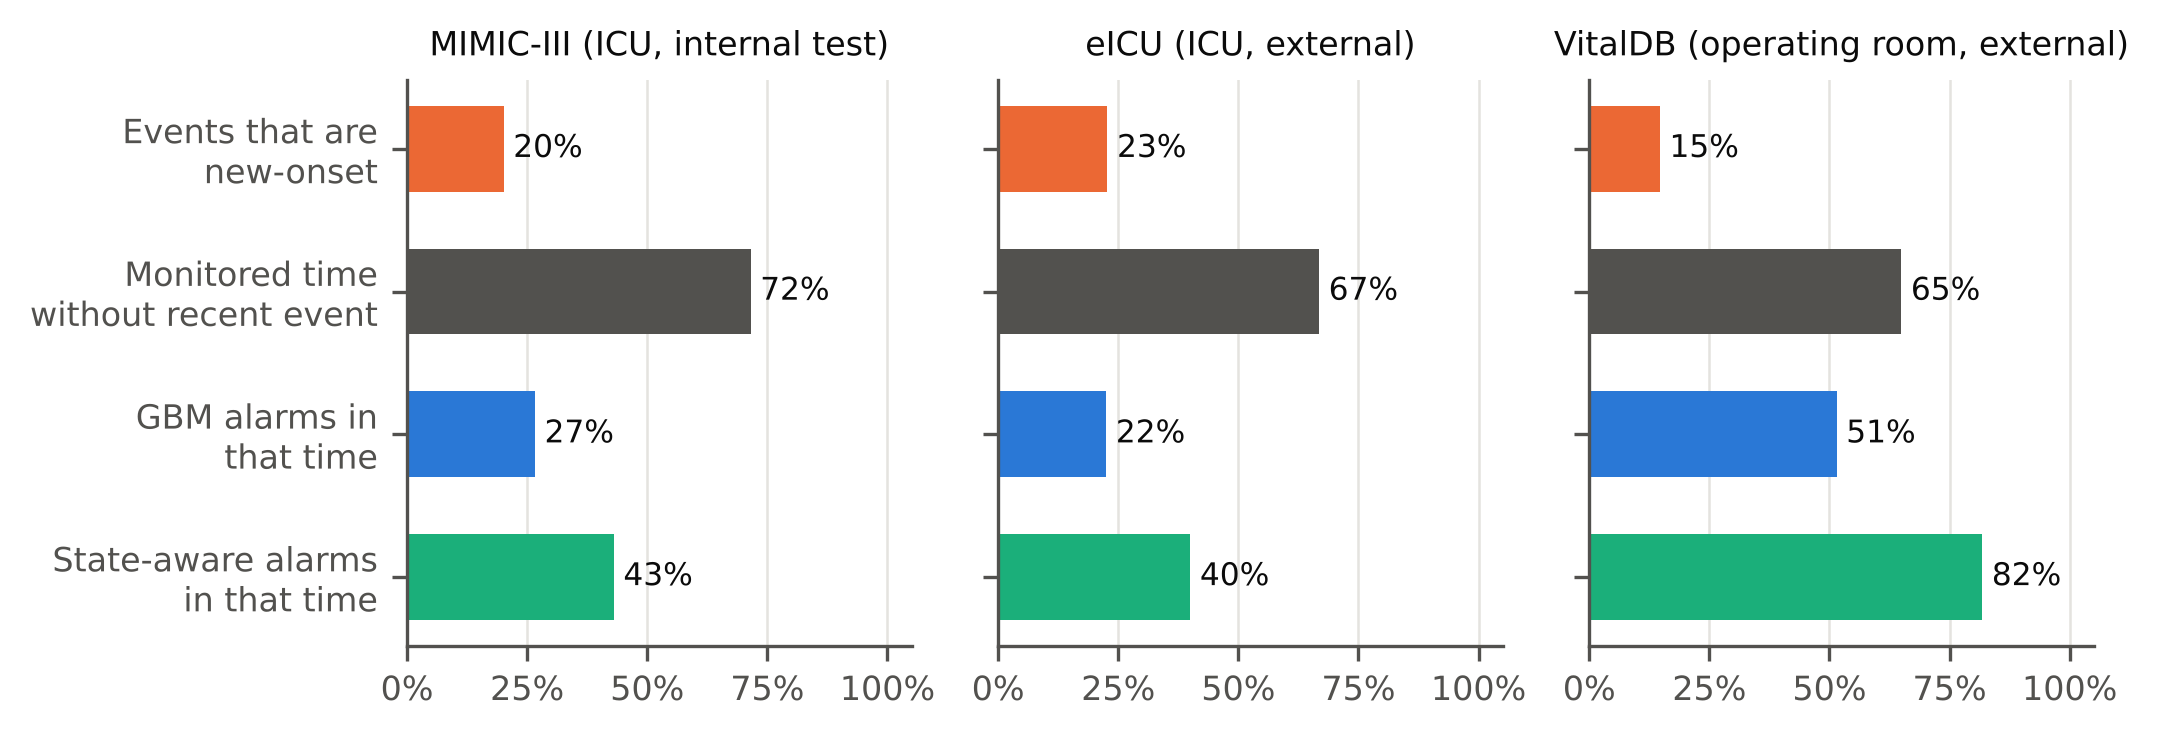 MIMIC-III (ICU, internal test)
eICU (ICU, external)
VitalDB (operating room, external)
Events that are
new-onset
20%
23%
15%
Monitored time
without recent event
72%
67%
65%
GBM alarms in
that time
27%
22%
51%
State-aware alarms
in that time
43%
40%
82%
0% 25% 50% 75% 100%
0% 25% 50% 75% 100%
0% 25% 50% 75% 100%